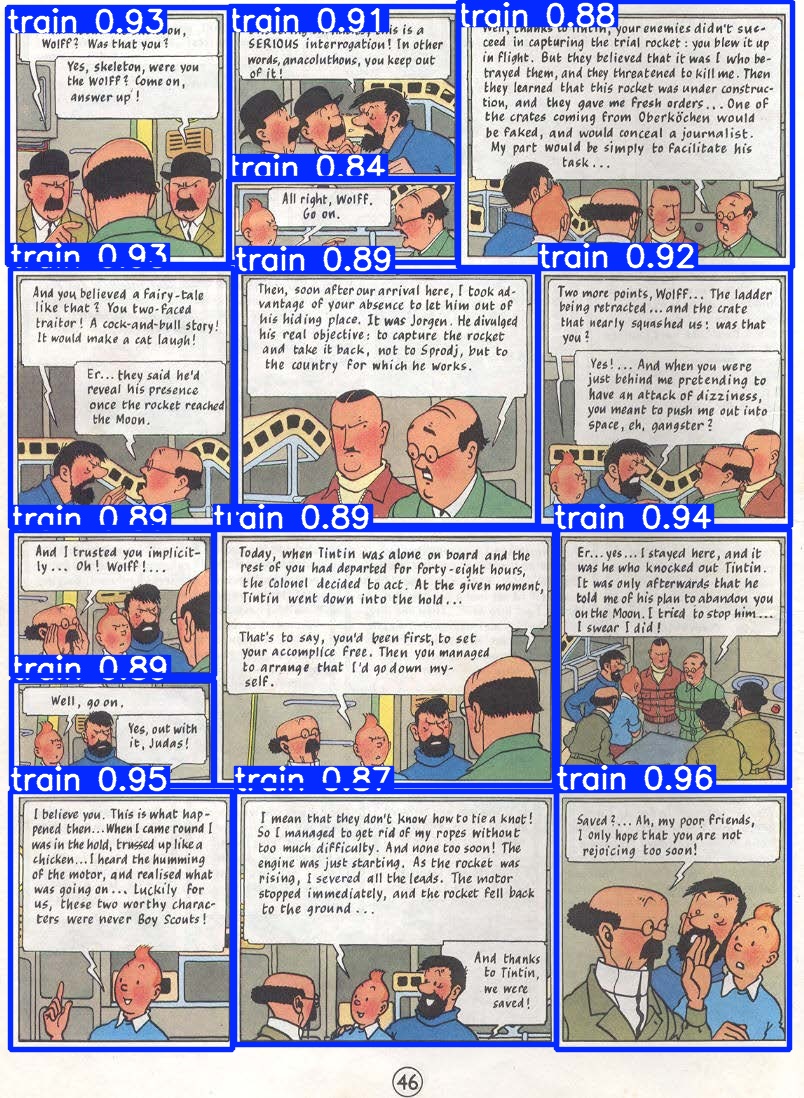 train 0.93
Wolff? Was that you?
Yes, skeleton, were you
the Wolff? Come on,
answer up!
train 0.91
is a
SERIOUS interrogation! In other
words, anacoluthons, you keep out
of it!
train 0.84
All right, Wolff.
Go on.
train 0.88
Well, thanks to Tintin, your enemies didn't suc-
ceed in capturing the trial rocket: you blew it up
in flight. But they believed that it was I who be-
trayed them, and they threatened to kill me. Then
they learned that this rocket was under construc-
tion, and they gave me fresh orders... One of
the crates coming from Oberköchen would
be faked, and would conceal a journalist.
My part would be simply to facilitate his
task...
train 0.93
And you believed a fairy-tale
like that? You two-faced
traitor! A cock-and-bull story!
It would make a cat laugh!
Er... they said he'd
reveal his presence
once the rocket reached
the Moon.
train 0.89
Then, soon after our arrival here, I took ad-
vantage of your absence to let him out of
his hiding place. It was Jorgen. He divulged
his real objective: to capture the rocket
and take it back, not to Sprodj, but to
the country for which he works.
train 0.92
Two more points, Wolff... The ladder
being retracted... and the crate
that nearly squashed us: was that
you?
Yes!... And when you were
just behind me pretending to
have an attack of dizziness,
you meant to push me out into
space, eh, gangster?
train 0.89
And I trusted you implicit-
ly... Oh! Wolff!...
train 0.89
Well, go on.
Yes, out with
it, Judas!
train 0.89
Today, when Tintin was alone on board and the
rest of you had departed for forty-eight hours,
the Colonel decided to act. At the given moment,
Tintin went down into the hold...
That's to say, you'd been first, to set
your accomplice free. Then you managed
to arrange that I'd go down my-
self.
train 0.94
Er... yes... I stayed here, and it
was he who knocked out Tintin.
It was only afterwards that he
told me of his plan to abandon you
on the Moon. I tried to stop him....
I swear I did!
train 0.95
I believe you. This is what hap-
pened then... When I came round I
was in the hold, trussed up like a
chicken... I heard the humming
of the motor, and realised what
was going on... Luckily for
us, these two worthy charac-
ters were never Boy Scouts!
train 0.87
I mean that they don't know how to tie a knot!
So I managed to get rid of my ropes without
too much difficulty. And none too soon! The
engine was just starting. As the rocket was
rising, I severed all the leads. The motor
stopped immediately, and the rocket fell back
to the ground...
And thanks
to Tintin,
we were
saved!
train 0.96
Saved?... Ah, my poor friends,
I only hope that you are not
rejoicing too soon!
46